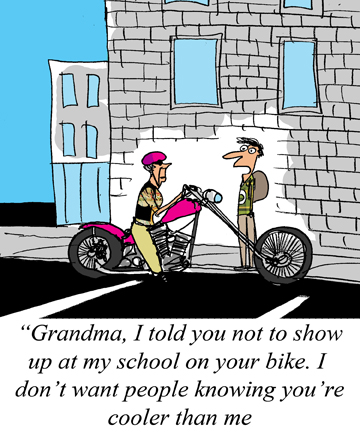 “Grandma, I told you not to show
up at my school on your bike. I
don’t want people knowing you’re
cooler than me